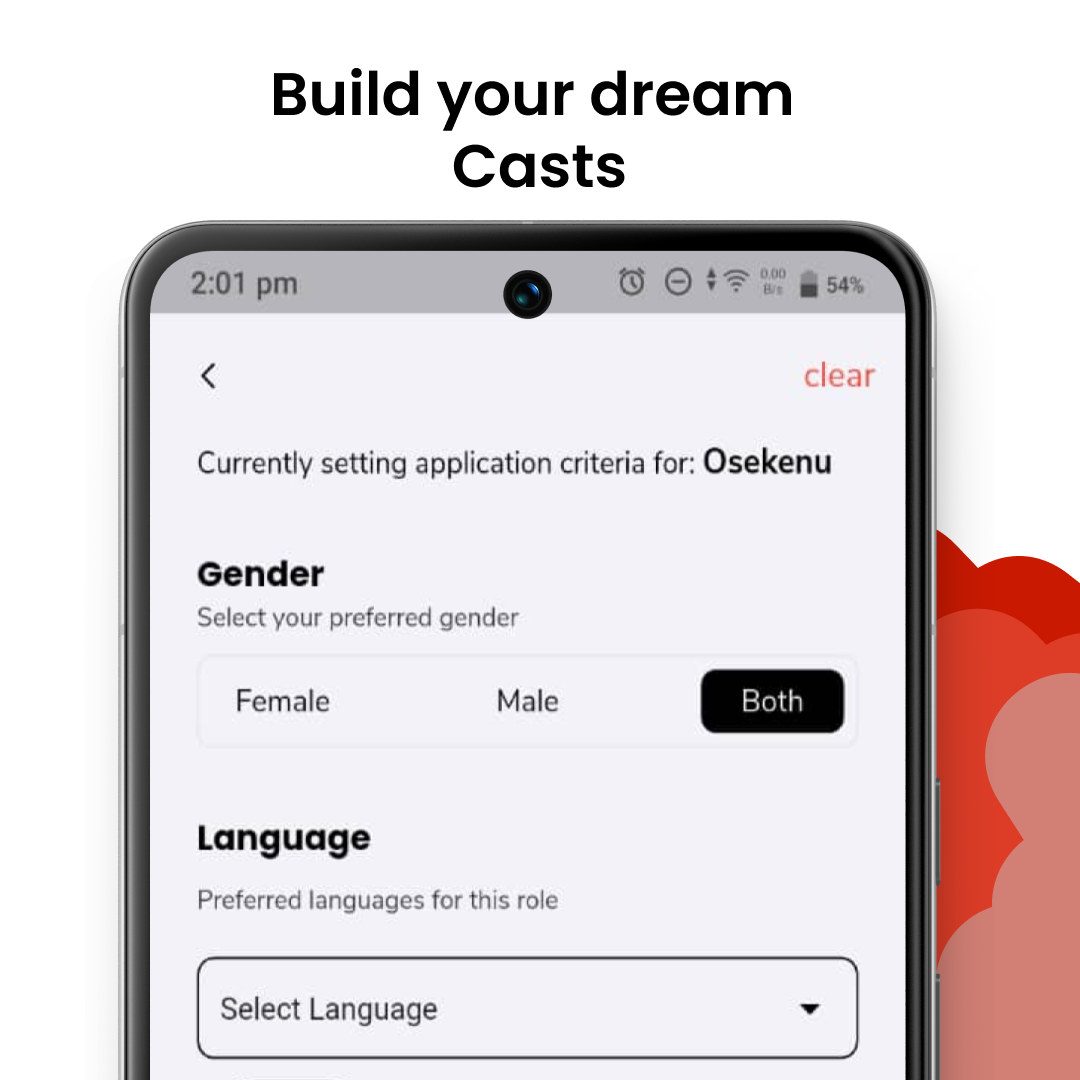 Build your dream
Casts
2:01 pm
0.00
B/s
54%
clear
Currently setting application criteria for: Osekenu
Gender
Select your preferred gender
Female Male Both
Language
Preferred languages for this role
Select Language